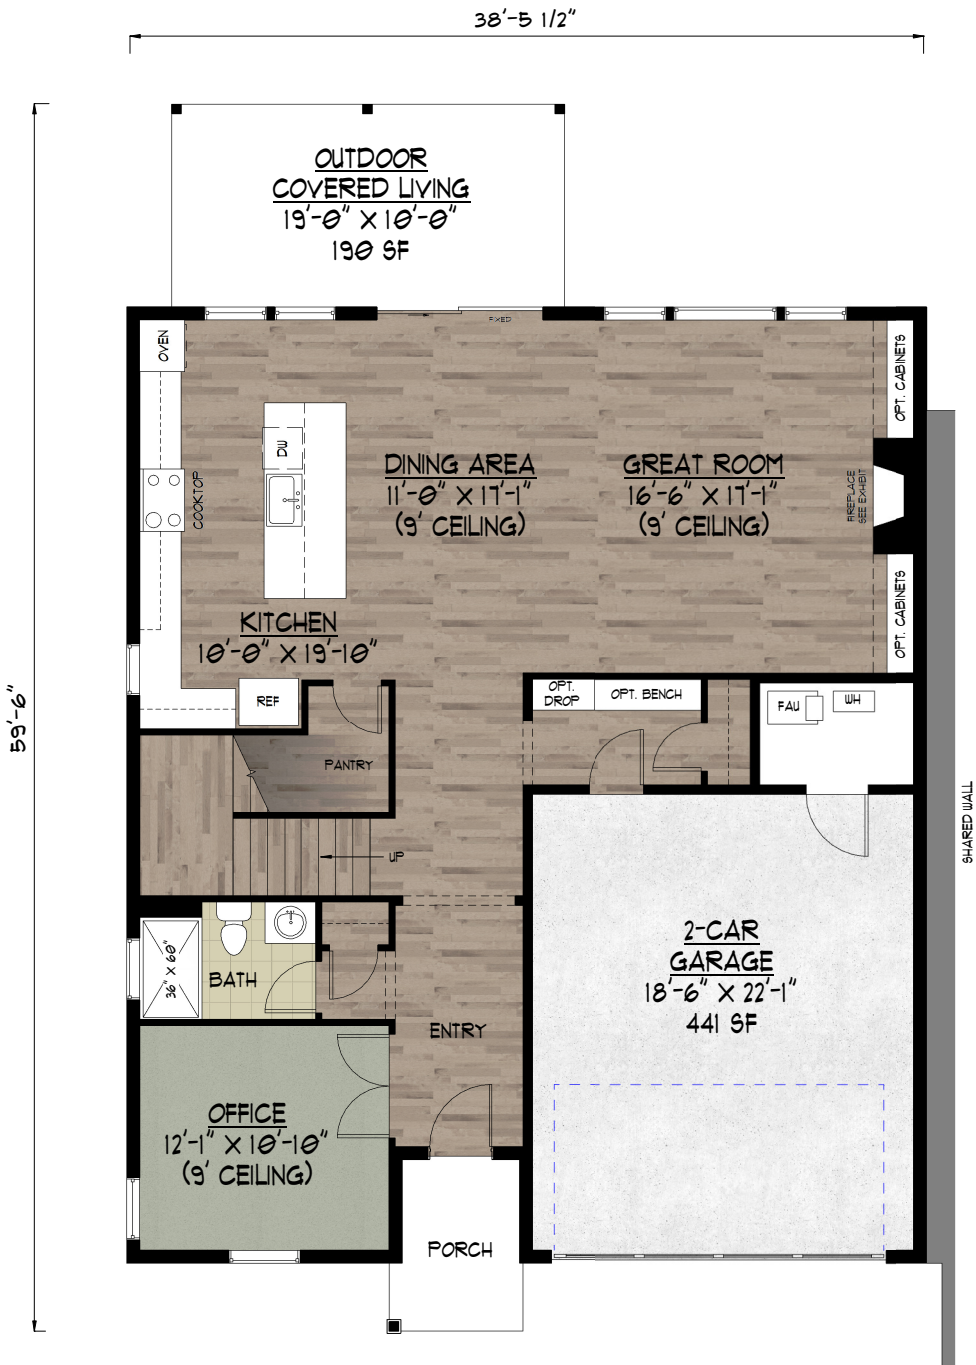 38'-5 1/2"
OUTDOOR
COVERED LIVING
19'-0" X 10'-0"
190 SF
FIXED
OVEN
OPT. CABINETS
DW
COOKTOP
DINING AREA
11'-0" X 17'-1"
(9' CEILING)
GREAT ROOM
16'-6" X 17'-1"
(9' CEILING)
FIREPLACE
SEE EXHIBIT
OPT. CABINETS
KITCHEN
10'-0" X 19'-10"
REF
OPT.
DROP
OPT. BENCH
FAU
WH
59'-6"
PANTRY
UP
SHARED WALL
36" X 60"
BATH
2-CAR
GARAGE
18'-6" X 22'-1"
441 SF
ENTRY
OFFICE
12'-1" X 10'-10"
(9' CEILING)
PORCH